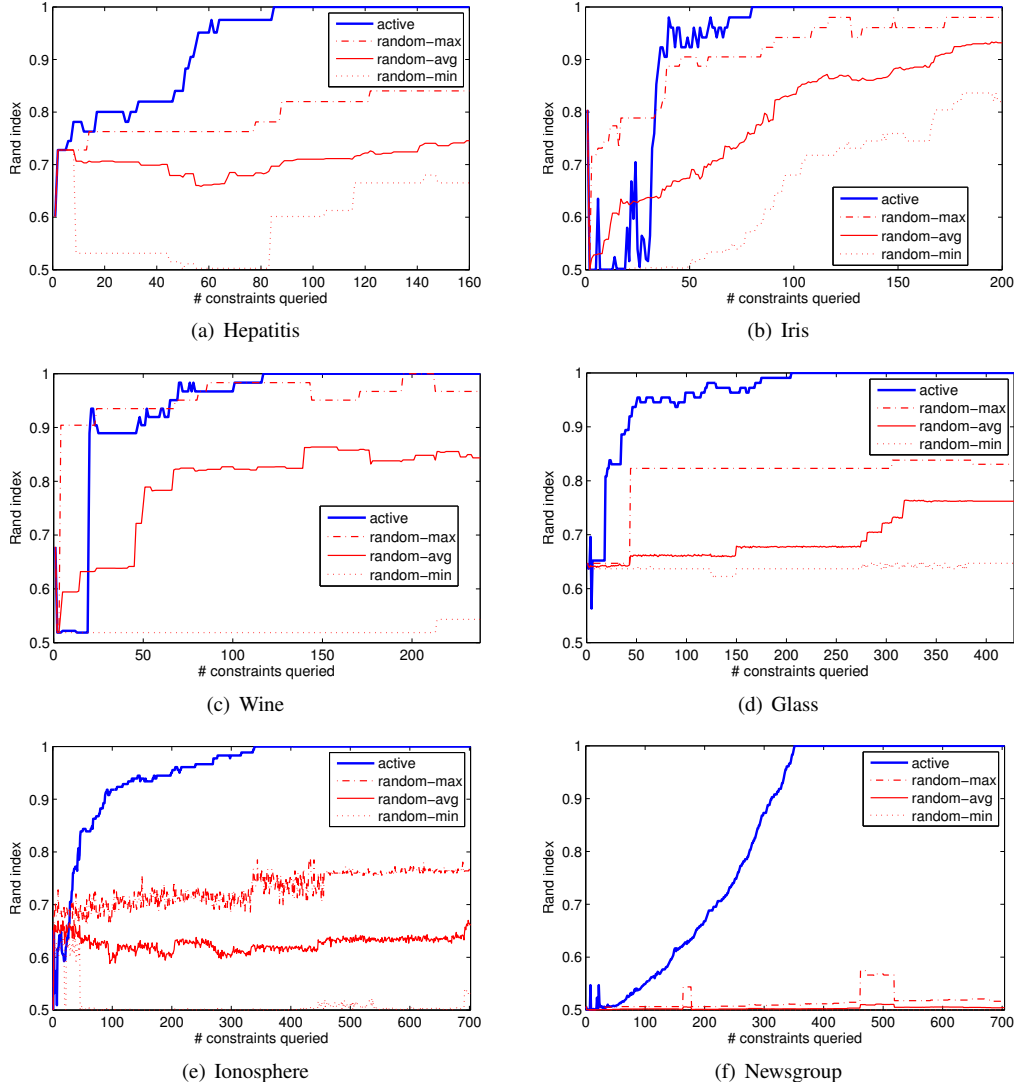 1
0.9
0.8
0.7
0.6
0.5
Rand index
0 20 40 60 80 100 120 140 160
# constraints queried
active
random-max
random-avg
random-min
(a) Hepatitis
1
0.9
0.8
0.7
0.6
0.5
Rand index
0 50 100 150 200
# constraints queried
active
random-max
random-avg
random-min
(b) Iris
1
0.9
0.8
0.7
0.6
0.5
Rand index
0 50 100 150 200
# constraints queried
active
random-max
random-avg
random-min
(c) Wine
1
0.9
0.8
0.7
0.6
0.5
Rand index
0 50 100 150 200 250 300 350 400
# constraints queried
active
random-max
random-avg
random-min
(d) Glass
1
0.9
0.8
0.7
0.6
0.5
Rand index
0 100 200 300 400 500 600 700
# constraints queried
active
random-max
random-avg
random-min
(e) Ionosphere
1
0.9
0.8
0.7
0.6
0.5
Rand index
0 100 200 300 400 500 600 700
# constraints queried
active
random-max
random-avg
random-min
(f) Newsgroup